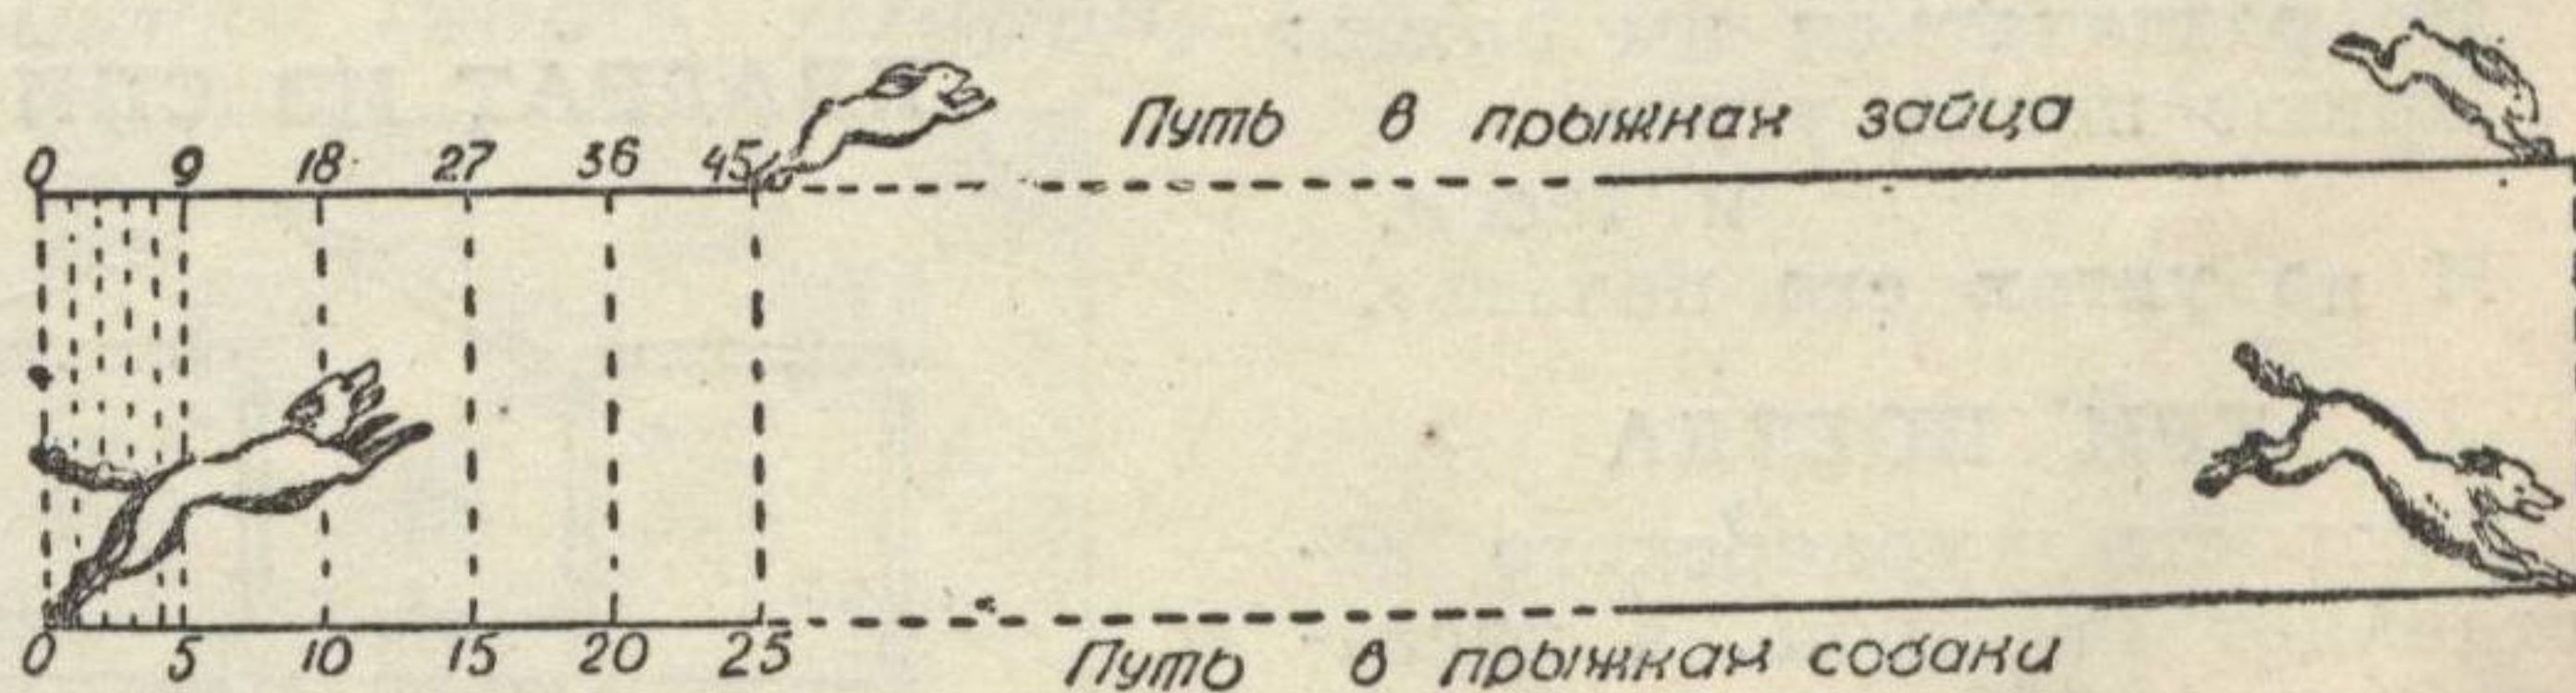 Путь в прыжках зайца
0 9 18 27 36 45
0 5 10 15 20 25
Путь в прыжках собаки